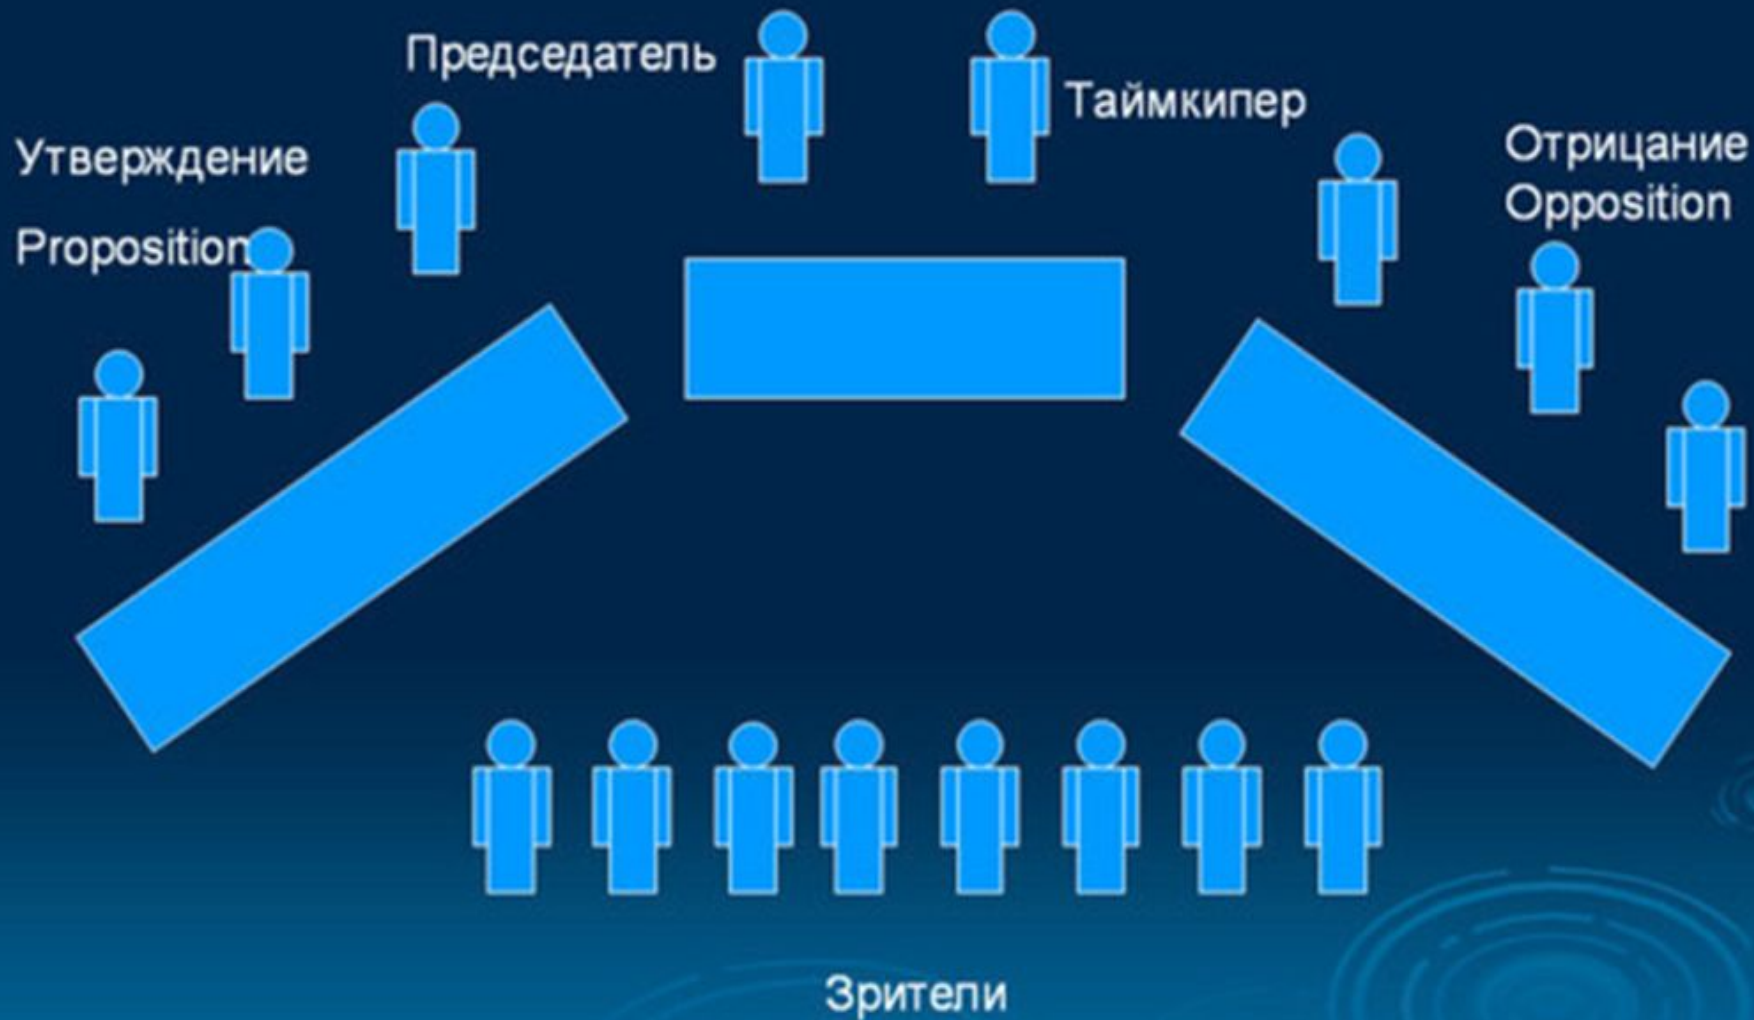 Председатель
Таймкипер
Утверждение
Proposition
Отрицание
Opposition
Зрители